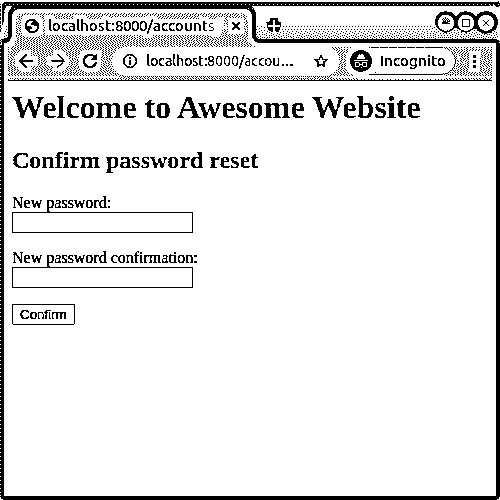 localhost:8000/accounts
localhost:8000/accou...
Incognito
Welcome to Awesome Website
Confirm password reset
New password:
New password confirmation:
Confirm